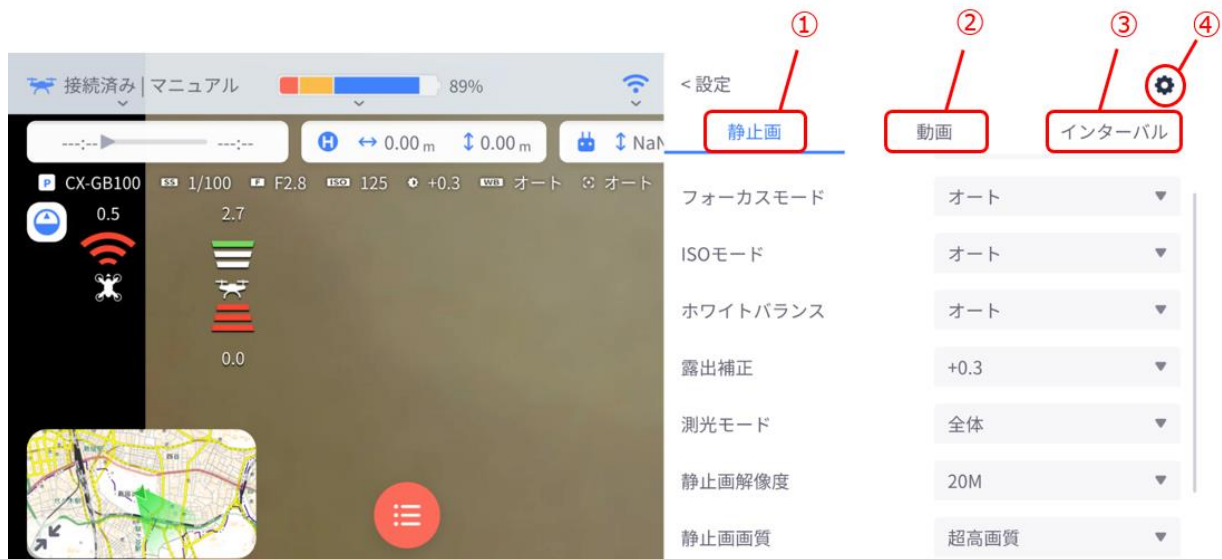 ① ② ③ ④
接続済み | マニュアル 89%
<設定
静止画 動画 インターバル
---:-- ---:--
H 0.00 m 0.00 m NaN
P CX-GB100 SS 1/100 F F2.8 ISO 125 +0.3 WB オート オート
0.5 2.7
0.0
フォーカスモード オート
ISOモード オート
ホワイトバランス オート
露出補正 +0.3
測光モード 全体
静止画解像度 20M
静止画画質 超高画質